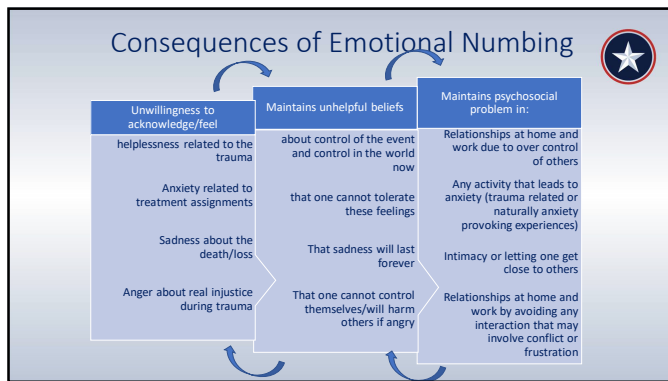 Consequences of Emotional Numbing
Unwillingness to
acknowledge/feel
helplessness related to the
trauma
Anxiety related to
treatment assignments
Sadness about the
death/loss
Anger about real injustice
during trauma
Maintains unhelpful beliefs
about control of the event
and control in the world
now
that one cannot tolerate
these feelings
That sadness will last
forever
That one cannot control
themselves/will harm
others if angry
Maintains psychosocial
problem in:
Relationships at home and
work due to over control
of others
Any activity that leads to
anxiety (trauma related or
naturally anxiety
provoking experiences)
Intimacy or letting one get
close to others
Relationships at home and
work by avoiding any
interaction that may
involve conflict or
frustration